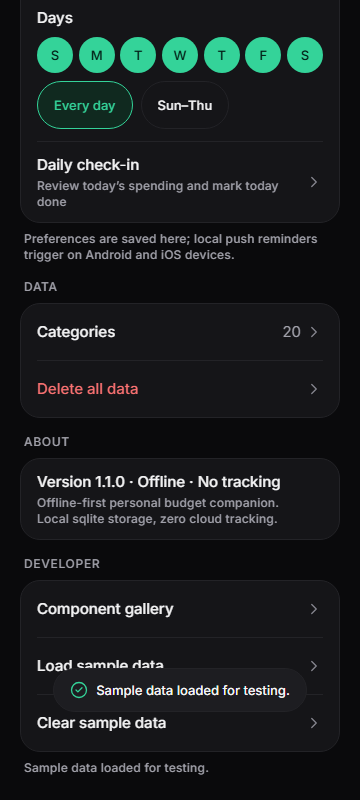 Days
S M T W T F S
Every day Sun–Thu
Daily check-in
Review today’s spending and mark today
done
Preferences are saved here; local push reminders
trigger on Android and iOS devices.
DATA
Categories 20
Delete all data
ABOUT
Version 1.1.0 · Offline · No tracking
Offline-first personal budget companion.
Local sqlite storage, zero cloud tracking.
DEVELOPER
Component gallery
Load sample data
Sample data loaded for testing.
Clear sample data
Sample data loaded for testing.